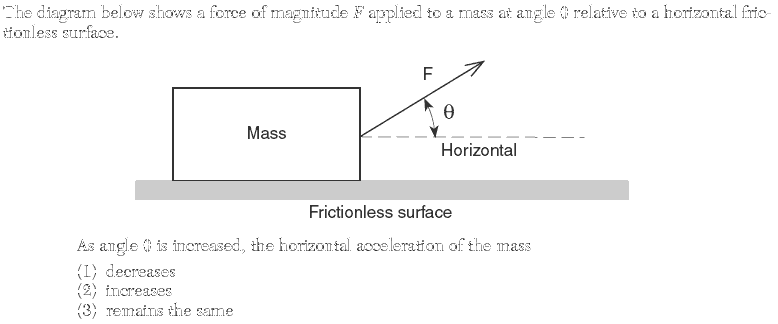 The diagram below shows a force of magnitude F applied to a mass at angle θ relative to a horizontal fric-
tionless surface.
F
θ
Mass
Horizontal
Frictionless surface
As angle θ is increased, the horizontal acceleration of the mass
(1) decreases
(2) increases
(3) remains the same